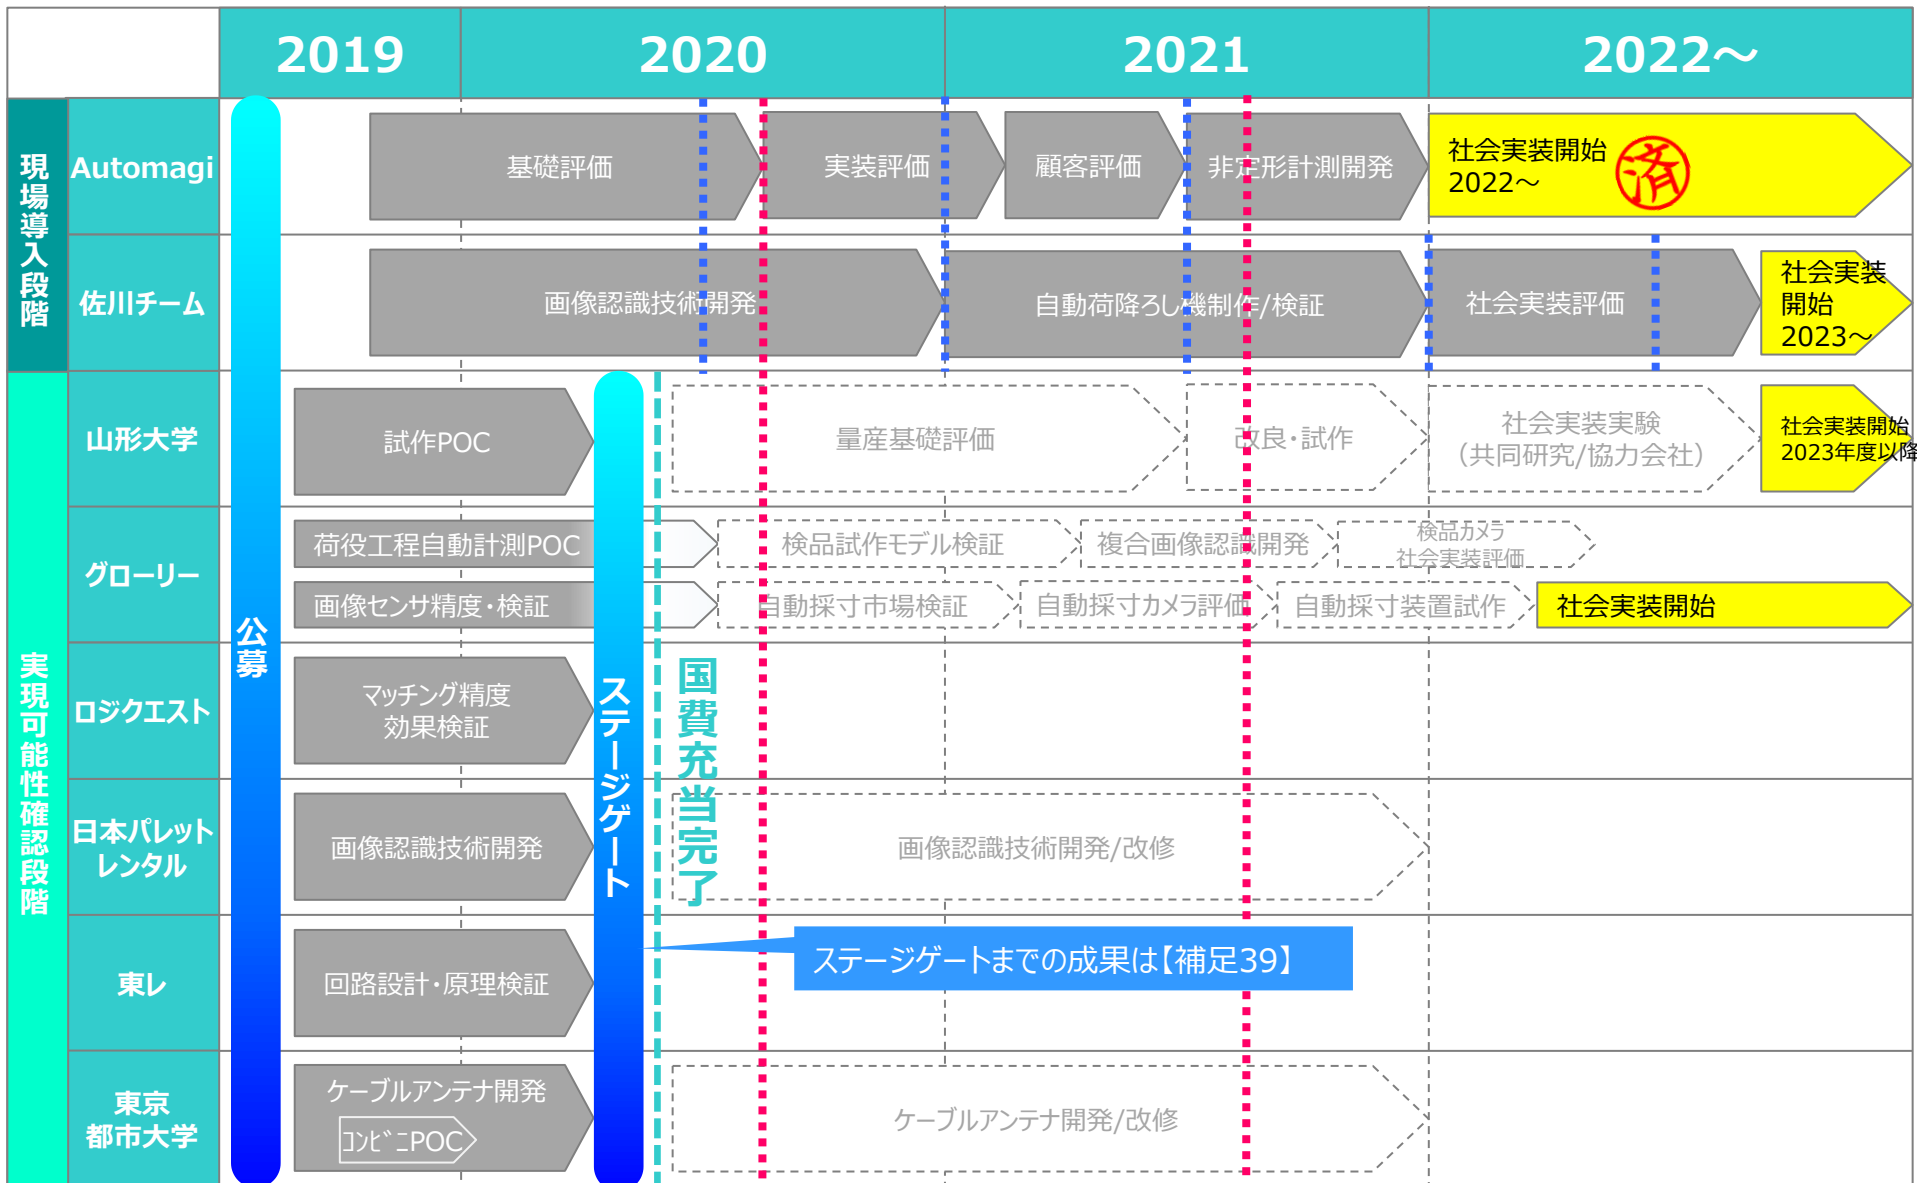 2019
2020
2021
2022～
現場導入段階
Automagi
基礎評価
実装評価
顧客評価
非定形計測開発
社会実装開始
2022～
済
佐川チーム
画像認識技術開発
自動荷降ろし機制作/検証
社会実装評価
社会実装
開始
2023～
実現可能性確認段階
公募
ステージゲート
国費充当完了
山形大学
試作POC
量産基礎評価
改良・試作
社会実装実験
（共同研究/協力会社）
社会実装開始
2023年度以降
グローリー
荷役工程自動計測POC
検品試作モデル検証
複合画像認識開発
検品カメラ
社会実装評価
画像センサ精度・検証
自動採寸市場検証
自動採寸カメラ評価
自動採寸装置試作
社会実装開始
ロジクエスト
マッチング精度
効果検証
日本パレット
レンタル
画像認識技術開発
画像認識技術開発/改修
東レ
回路設計・原理検証
ステージゲートまでの成果は【補足39】
東京
都市大学
ケーブルアンテナ開発
ｺﾝﾋﾞﾆPOC
ケーブルアンテナ開発/改修